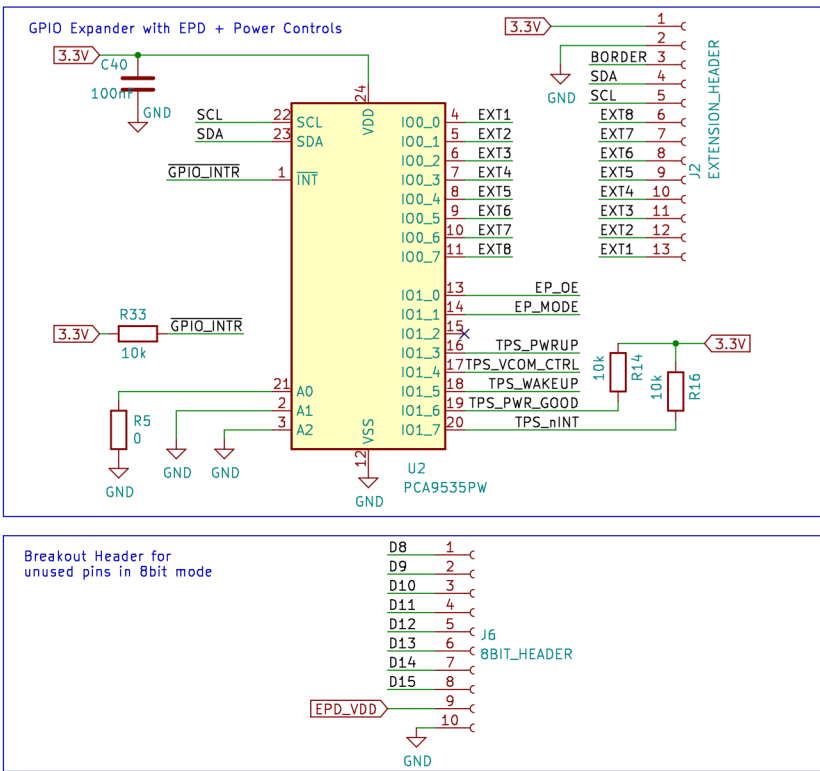 GPIO Expander with EPD + Power Controls
3.3V
C40
100nF
GND
3.3V
1
2
BORDER 3
SDA 4
SCL 5
EXT8 6
EXT7 7
EXT6 8
EXT5 9
EXT4 10
EXT3 11
EXT2 12
EXT1 13
GND
J2
EXTENSION_HEADER
24
VDD
SCL 22 SCL
SDA 23 SDA
GPIO_INTR 1 INT
IO0_0 4 EXT1
IO0_1 5 EXT2
IO0_2 6 EXT3
IO0_3 7 EXT4
IO0_4 8 EXT5
IO0_5 9 EXT6
IO0_6 10 EXT7
IO0_7 11 EXT8
IO1_0 13 EP_OE
IO1_1 14 EP_MODE
IO1_2 15
IO1_3 16 TPS_PWRUP
IO1_4 17 TPS_VCOM_CTRL
IO1_5 18 TPS_WAKEUP
IO1_6 19 TPS_PWR_GOOD
IO1_7 20 TPS_nINT
3.3V
R33
10k
GPIO_INTR
3.3V
10k
R14
10k
R16
21 A0
2 A1
3 A2
R5
0
GND
GND
GND
VSS
12
GND
U2
PCA9535PW
Breakout Header for
unused pins in 8bit mode
D8 1
D9 2
D10 3
D11 4
D12 5
D13 6
D14 7
D15 8
EPD_VDD 9
10
GND
J6
8BIT_HEADER